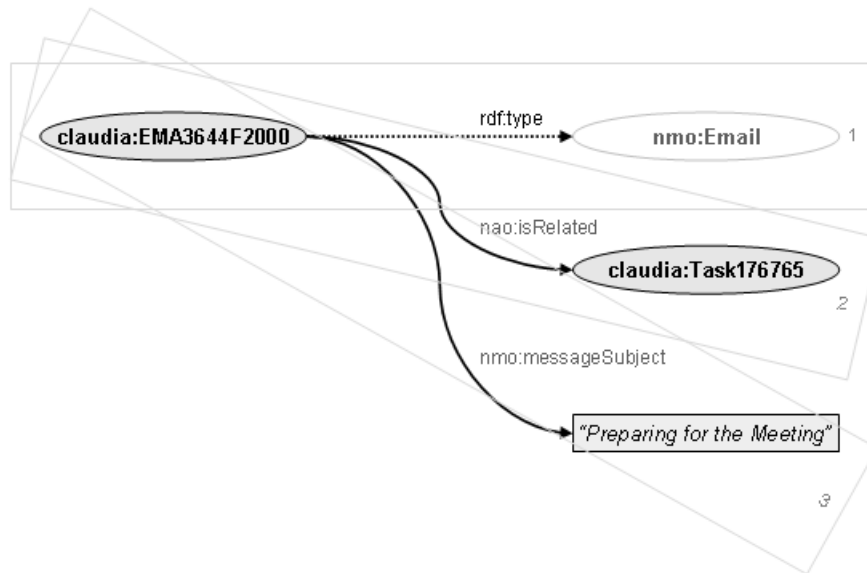 rdf:type
claudia:EMA3644F2000
nmo:Email
1
nao:isRelated
claudia:Task176765
2
nmo:messageSubject
“Preparing for the Meeting”
3